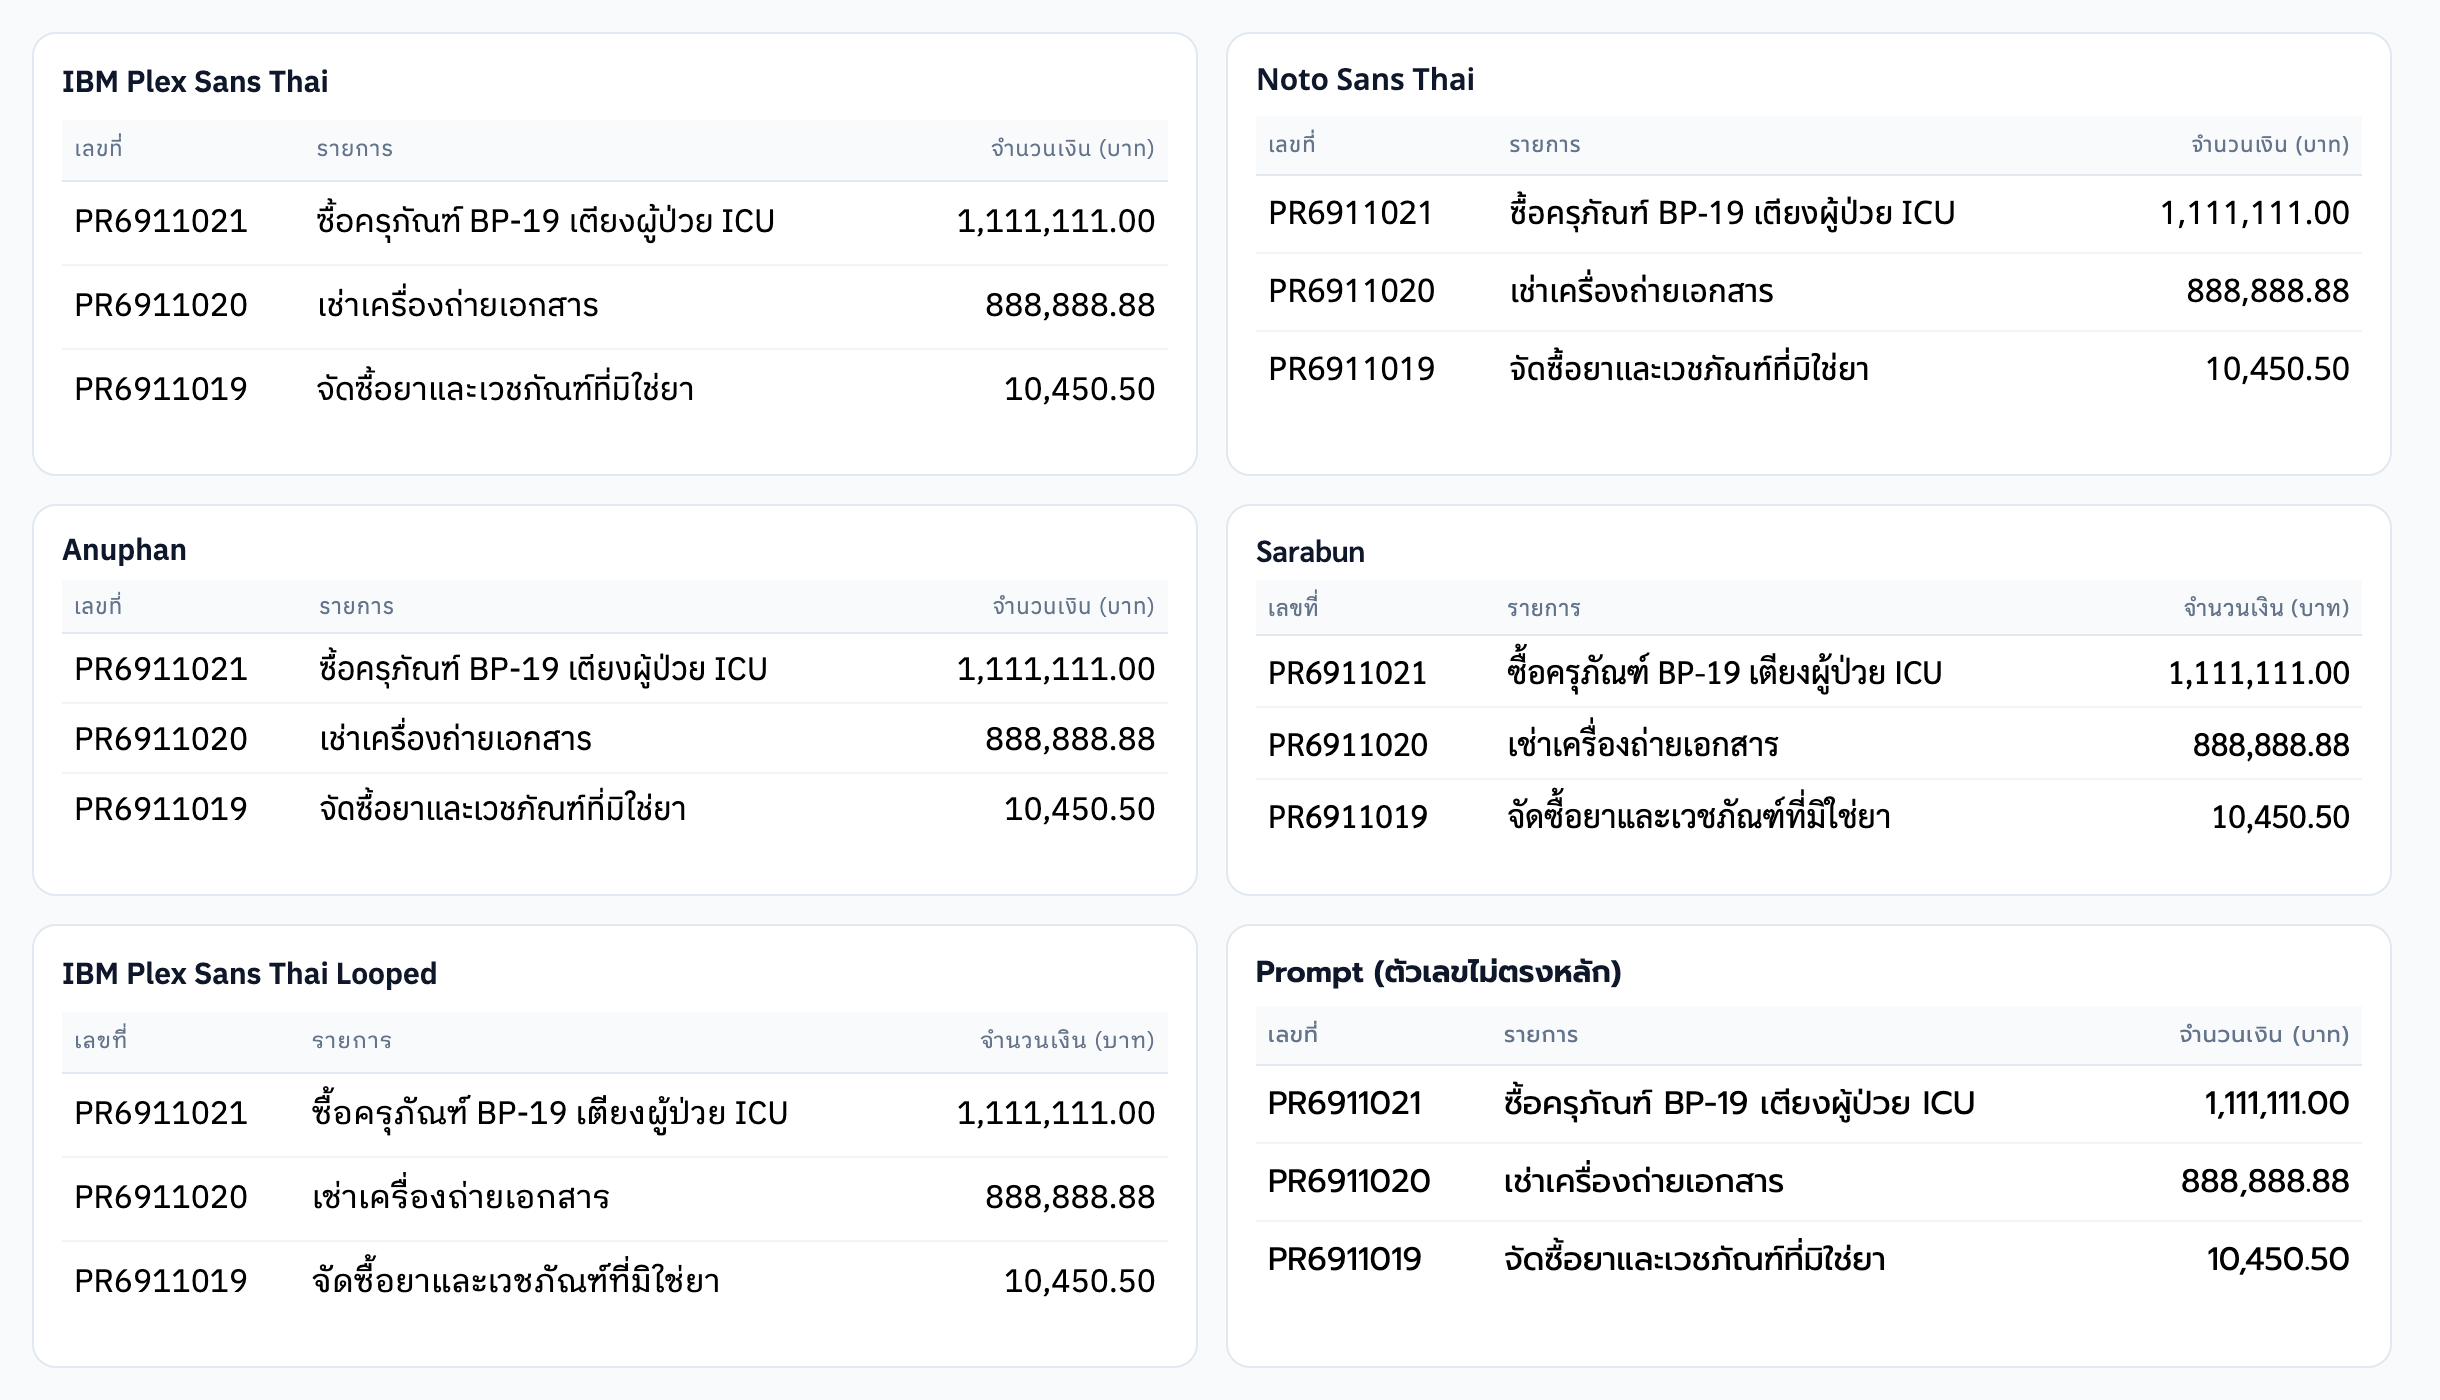 IBM Plex Sans Thai
เลขที่ รายการ จำนวนเงิน (บาท)
PR6911021 ซื้อครุภัณฑ์ BP-19 เตียงผู้ป่วย ICU 1,111,111.00
PR6911020 เช่าเครื่องถ่ายเอกสาร 888,888.88
PR6911019 จัดซื้อยาและเวชภัณฑ์ที่มิใช่ยา 10,450.50
Noto Sans Thai
เลขที่ รายการ จำนวนเงิน (บาท)
PR6911021 ซื้อครุภัณฑ์ BP-19 เตียงผู้ป่วย ICU 1,111,111.00
PR6911020 เช่าเครื่องถ่ายเอกสาร 888,888.88
PR6911019 จัดซื้อยาและเวชภัณฑ์ที่มิใช่ยา 10,450.50
Anuphan
เลขที่ รายการ จำนวนเงิน (บาท)
PR6911021 ซื้อครุภัณฑ์ BP-19 เตียงผู้ป่วย ICU 1,111,111.00
PR6911020 เช่าเครื่องถ่ายเอกสาร 888,888.88
PR6911019 จัดซื้อยาและเวชภัณฑ์ที่มิใช่ยา 10,450.50
Sarabun
เลขที่ รายการ จำนวนเงิน (บาท)
PR6911021 ซื้อครุภัณฑ์ BP-19 เตียงผู้ป่วย ICU 1,111,111.00
PR6911020 เช่าเครื่องถ่ายเอกสาร 888,888.88
PR6911019 จัดซื้อยาและเวชภัณฑ์ที่มิใช่ยา 10,450.50
IBM Plex Sans Thai Looped
เลขที่ รายการ จำนวนเงิน (บาท)
PR6911021 ซื้อครุภัณฑ์ BP-19 เตียงผู้ป่วย ICU 1,111,111.00
PR6911020 เช่าเครื่องถ่ายเอกสาร 888,888.88
PR6911019 จัดซื้อยาและเวชภัณฑ์ที่มิใช่ยา 10,450.50
Prompt (ตัวเลขไม่ตรงหลัก)
เลขที่ รายการ จำนวนเงิน (บาท)
PR6911021 ซื้อครุภัณฑ์ BP-19 เตียงผู้ป่วย ICU 1,111,111.00
PR6911020 เช่าเครื่องถ่ายเอกสาร 888,888.88
PR6911019 จัดซื้อยาและเวชภัณฑ์ที่มิใช่ยา 10,450.50